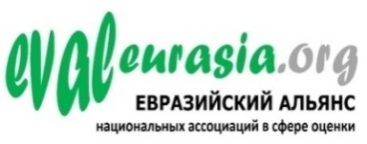 evaleurasia.org
ЕВРАЗИЙСКИЙ АЛЬЯНС
национальных ассоциаций в сфере оценки